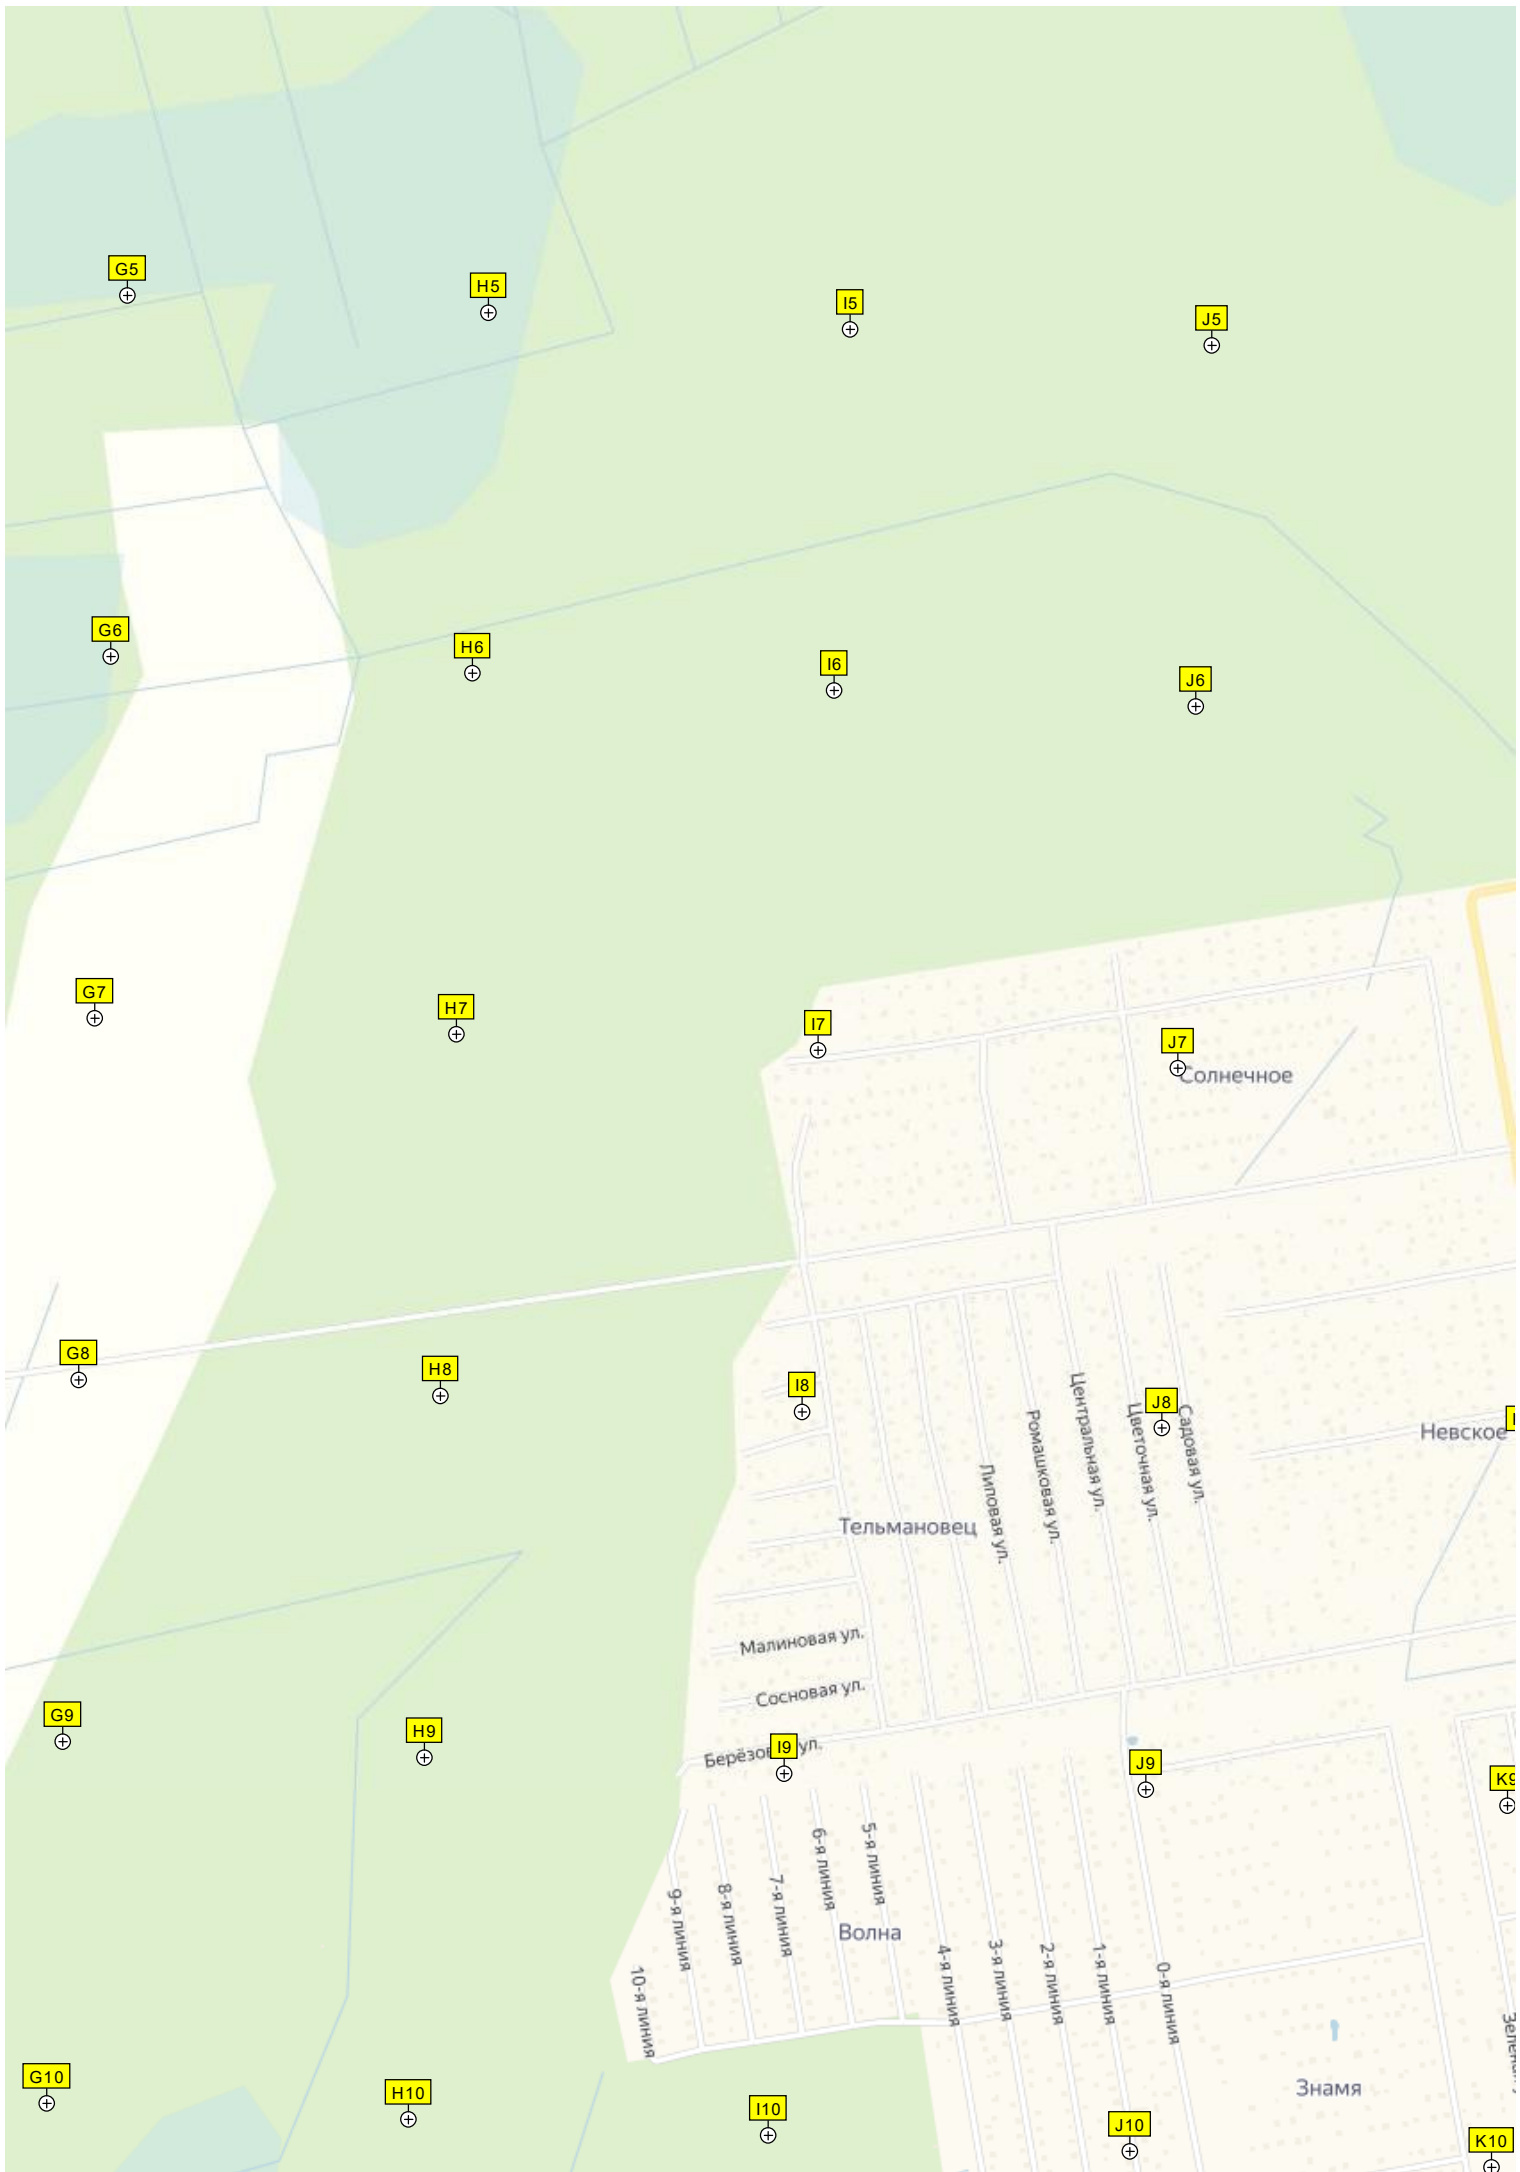 G5
H5
I5
J5
G6
H6
I6
J6
G7
H7
I7
J7
Солнечное
G8
H8
I8
J8
Невское
Центральная ул.
Цветочная ул.
Садовая ул.
Ромашковая ул.
Липовая ул.
Тельмановец
Малиновая ул.
Сосновая ул.
G9
H9
I9
ул.
J9
K9
5-я линия
6-я линия
7-я линия
8-я линия
9-я линия
10-я линия
Волна
4-я линия
3-я линия
2-я линия
1-я линия
0-я линия
Знамя
G10
H10
I10
J10
K10